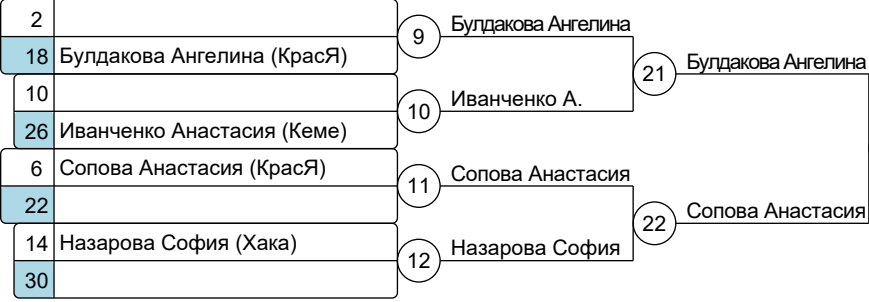 2
18 Булдакова Ангелина (КрасЯ)
9
Булдакова Ангелина
10
26 Иванченко Анастасия (Кеме)
10
Иванченко А.
21
Булдакова Ангелина
6 Сопова Анастасия (КрасЯ)
22
11
Сопова Анастасия
14 Назарова София (Хака)
30
12
Назарова София
22
Сопова Анастасия